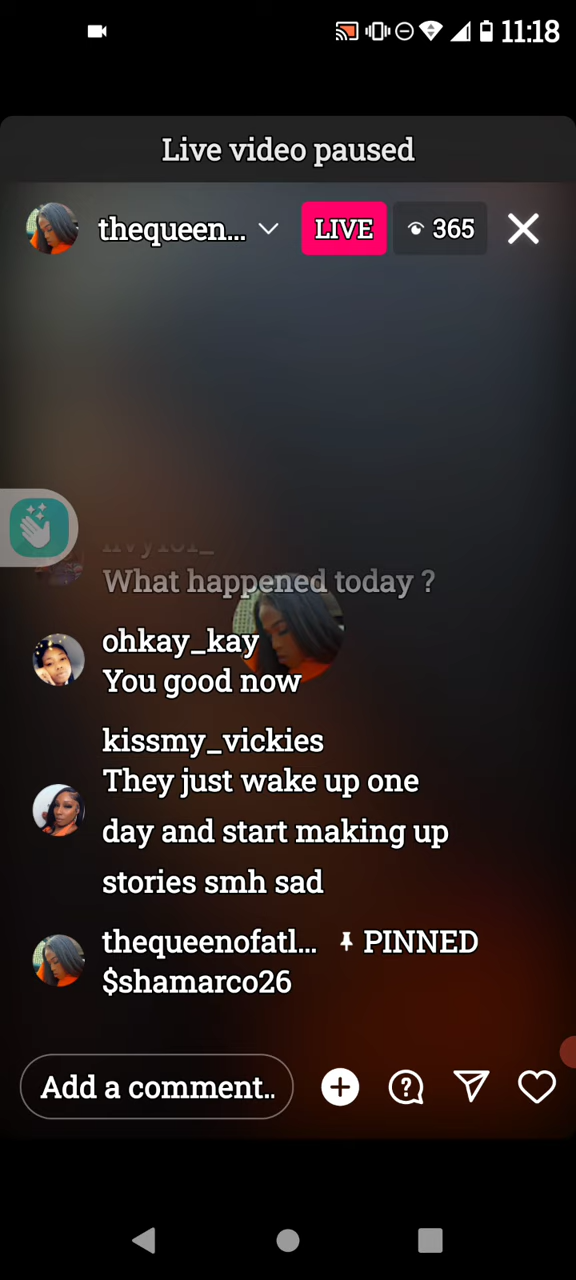 11:18
Live video paused
thequeen... LIVE 365
What happened today ?
ohkay_kay
You good now
kissmy_vickies
They just wake up one
day and start making up
stories smh sad
thequeenofatl... PINNED
$shamarco26
Add a comment..